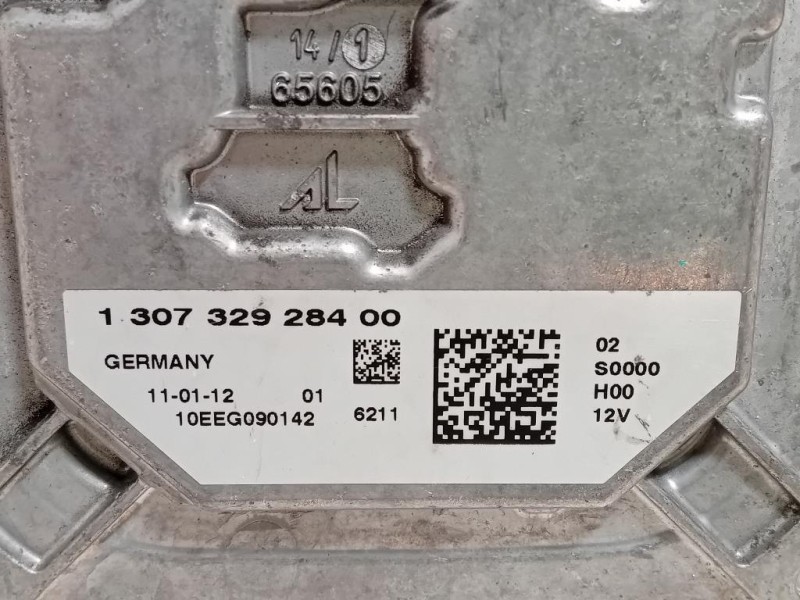 14/1
65605
AL
1 307 329 284 00
GERMANY
11-01-12 01
10EEG090142 6211
02
S0000
H00
12V